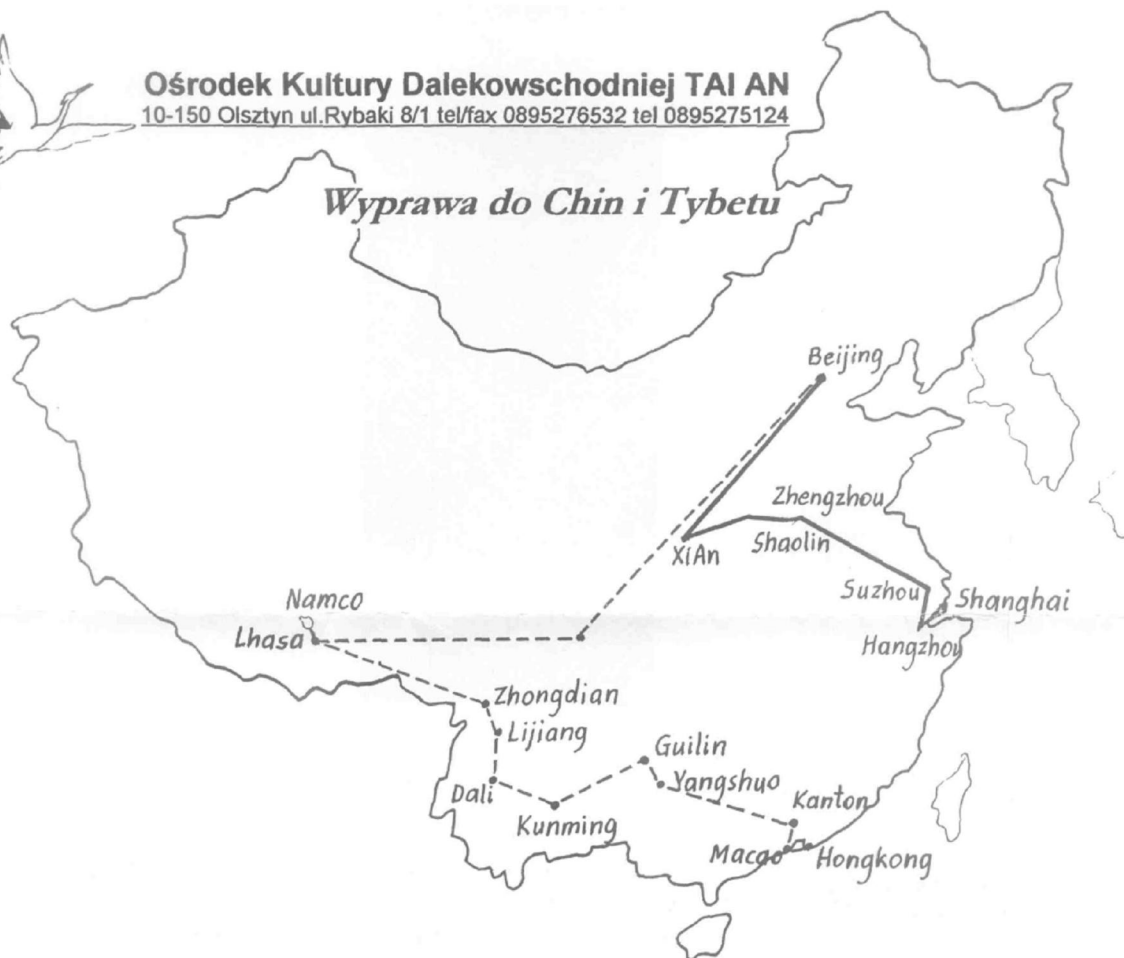 Ośrodek Kultury Dalekowschodniej TAI AN
10-150 Olsztyn ul.Rybaki 8/1 tel/fax 0895276532 tel 0895275124
Wyprawa do Chin i Tybetu
Beijing
Zhengzhou
XiAn
Shaolin
Suzhou
Shanghai
Hangzhou
Namco
Lhasa
Zhongdian
Lijiang
Guilin
Yangshuo
Dali
Kanton
Kunming
Macao
Hongkong